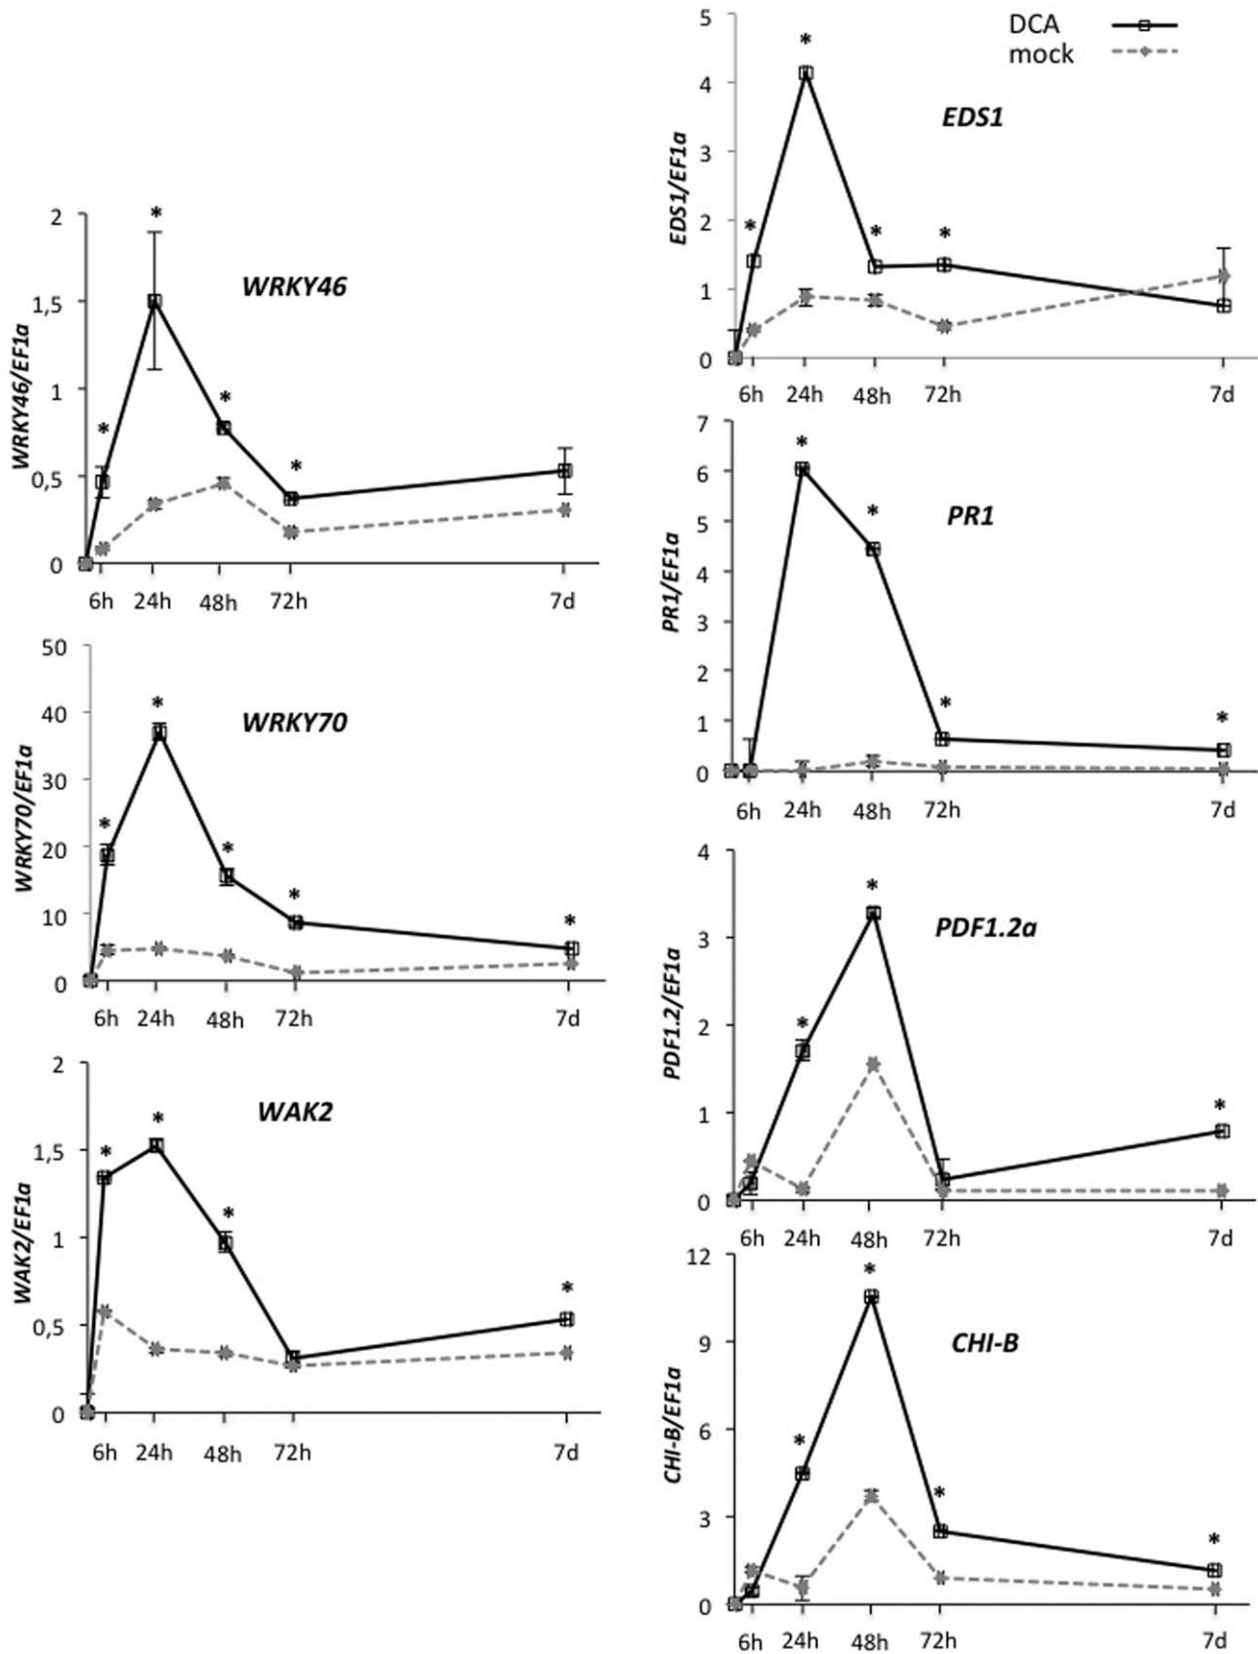 DCA
mock
WRKY46
WRKY46/EF1a
2
*
1,5
*
1
*
0,5
*
0
6h 24h 48h 72h 7d
WRKY70
WRKY70/EF1a
50
40
*
30
20
*
*
10
*
*
0
6h 24h 48h 72h 7d
WAK2
WAK2/EF1a
2
*
1,5
*
1
*
0,5
*
0
6h 24h 48h 72h 7d
EDS1
EDS1/EF1a
5
*
4
3
2
*
*
*
1
0
6h 24h 48h 72h 7d
PR1
PR1/EF1a
7
*
6
5
*
4
3
2
1
*
*
0
6h 24h 48h 72h 7d
PDF1.2a
PDF1.2/EF1a
4
*
3
2
*
1
*
0
6h 24h 48h 72h 7d
CHI-B
CHI-B/EF1a
12
*
9
6
*
3
*
*
0
6h 24h 48h 72h 7d